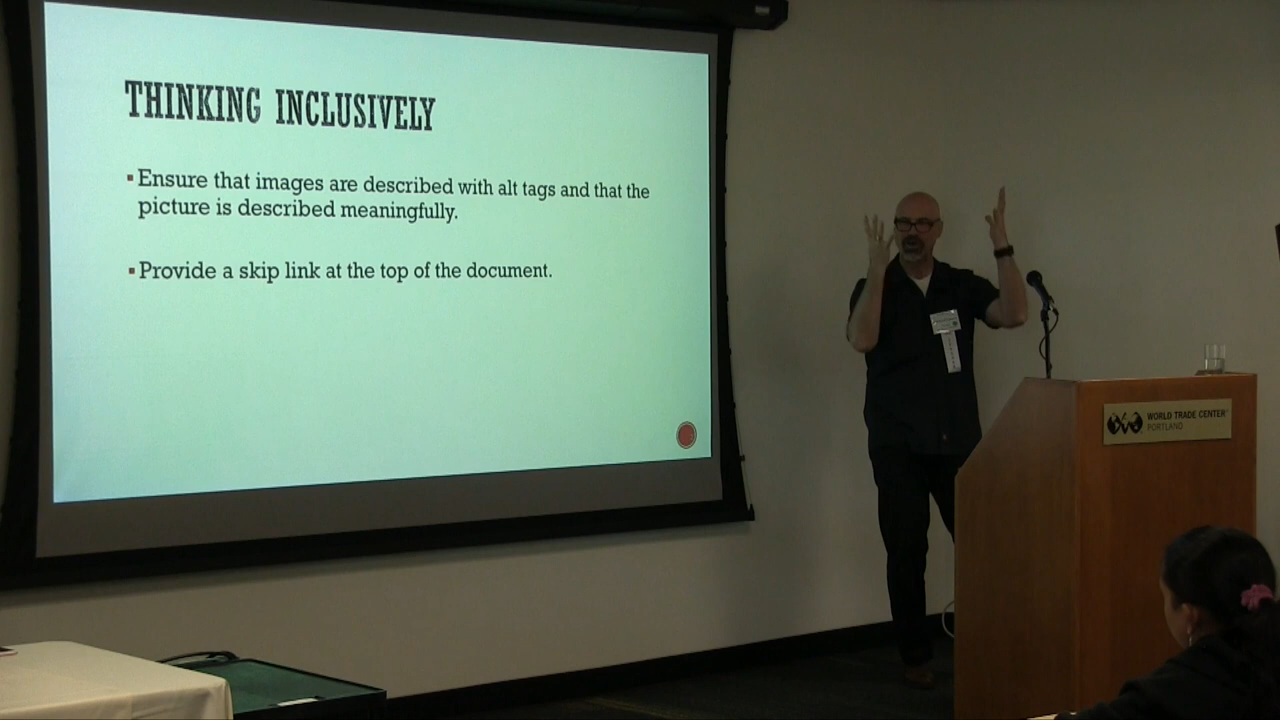 THINKING INCLUSIVELY
▪ Ensure that images are described with alt tags and that the
picture is described meaningfully.
▪ Provide a skip link at the top of the document.
WORLD TRADE CENTER®
PORTLAND